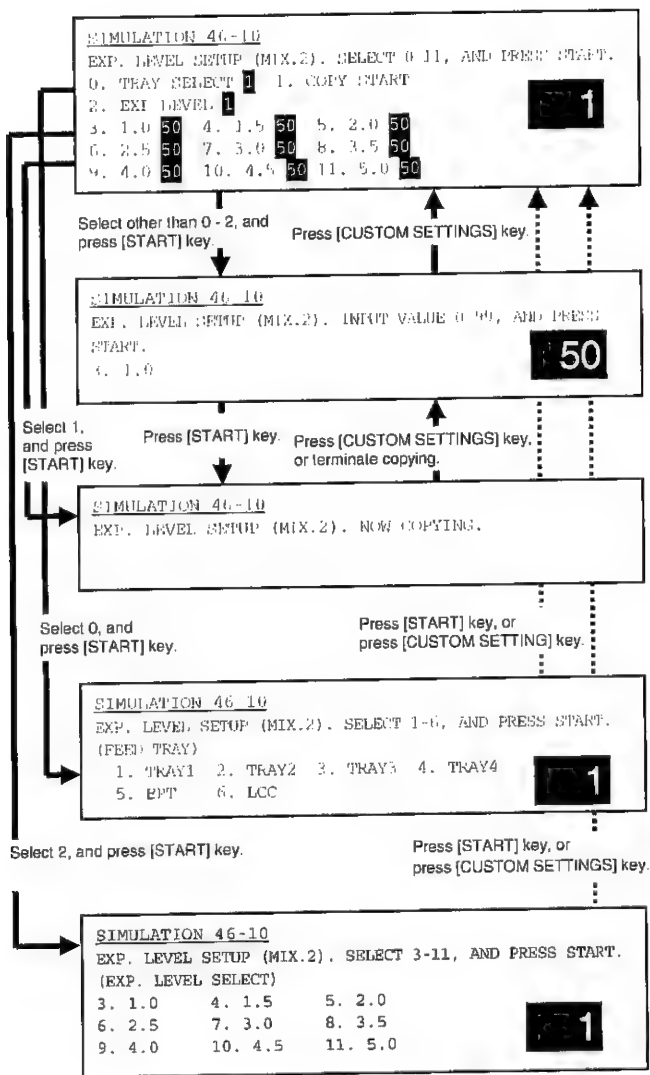 SIMULATION 46-10
EXP. LEVEL SETUP (MIX.2). SELECT 0-11, AND PRESS START.
0. TRAY SELECT 1 1. COPY START
2. EXP LEVEL 1
3. 1.0 50 4. 1.5 50 5. 2.0 50
6. 2.5 50 7. 3.0 50 8. 3.5 50
9. 4.0 50 10. 4.5 50 11. 5.0 50
1
Select other than 0 - 2, and
press [START] key.
Press [CUSTOM SETTINGS] key.
SIMULATION 46-10
EXP. LEVEL SETUP (MIX.2). INPUT VALUE 0-99, AND PRESS
START.
3. 1.0
50
Select 1,
and press
[START] key.
Press [START] key.
Press [CUSTOM SETTINGS] key,
or terminate copying.
SIMULATION 46-10
EXP. LEVEL SETUP (MIX.2). NOW COPYING.
Select 0, and
press [START] key.
Press [START] key, or
press [CUSTOM SETTING] key.
SIMULATION 46-10
EXP. LEVEL SETUP (MIX.2). SELECT 1-6, AND PRESS START.
(FEED TRAY)
1. TRAY1 2. TRAY2 3. TRAY3 4. TRAY4
5. BPT 6. LCC
1
Select 2, and press [START] key.
Press [START] key, or
press [CUSTOM SETTINGS] key.
SIMULATION 46-10
EXP. LEVEL SETUP (MIX.2). SELECT 3-11, AND PRESS START.
(EXP. LEVEL SELECT)
3. 1.0 4. 1.5 5. 2.0
6. 2.5 7. 3.0 8. 3.5
9. 4.0 10. 4.5 11. 5.0
1